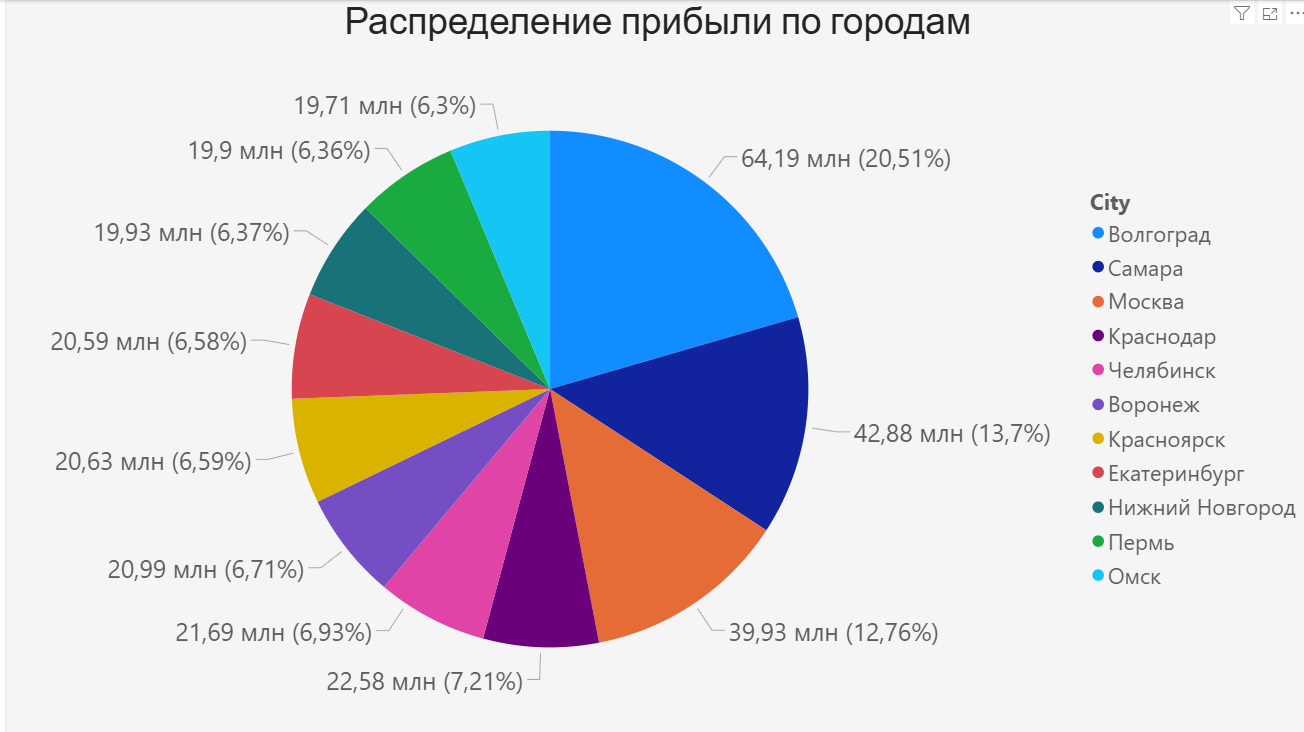 Распределение прибыли по городам
19,71 млн (6,3%)
19,9 млн (6,36%)
64,19 млн (20,51%)
19,93 млн (6,37%)
20,59 млн (6,58%)
42,88 млн (13,7%)
20,63 млн (6,59%)
20,99 млн (6,71%)
21,69 млн (6,93%)
39,93 млн (12,76%)
22,58 млн (7,21%)
City
Волгоград
Самара
Москва
Краснодар
Челябинск
Воронеж
Красноярск
Екатеринбург
Нижний Новгород
Пермь
Омск